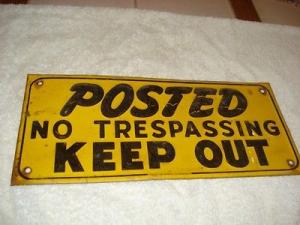 POSTED
NO TRESPASSING
KEEP OUT